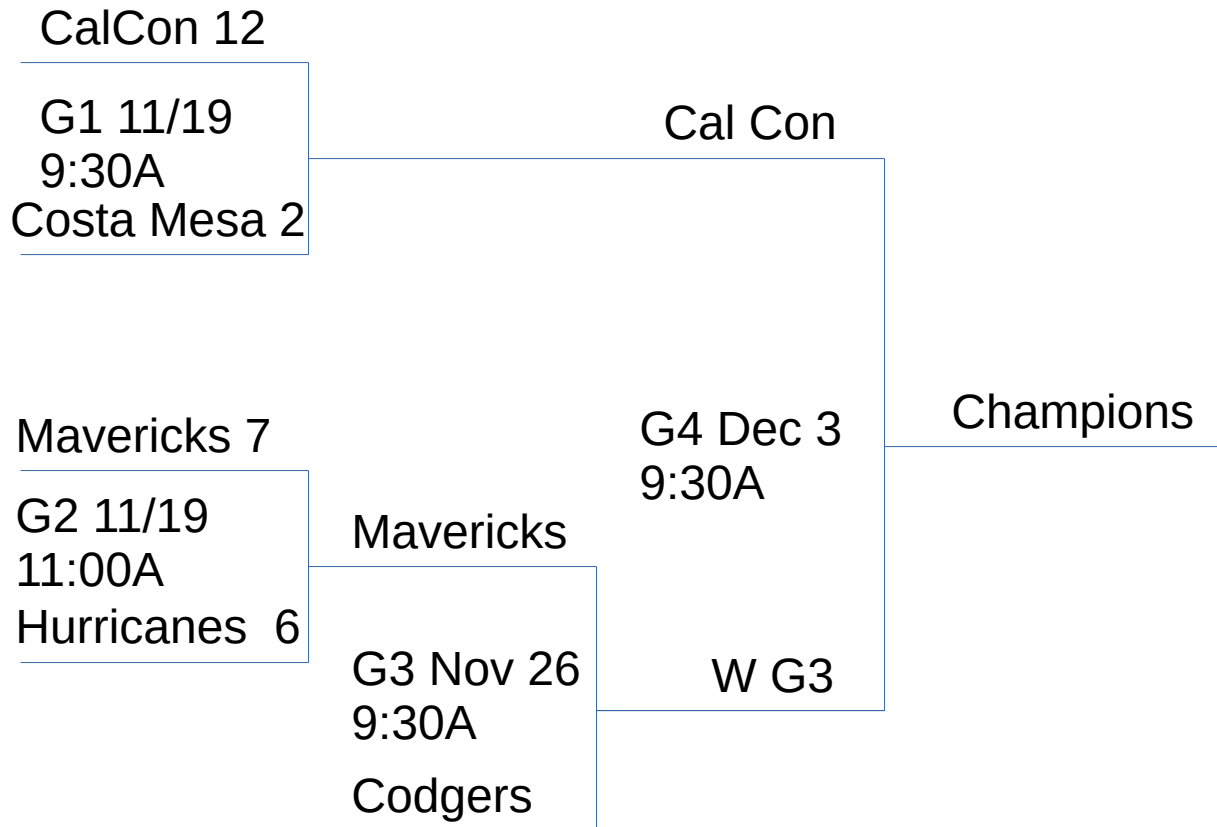 CalCon 12
G1 11/19
9:30A
Costa Mesa 2
Cal Con
Mavericks 7
G2 11/19
11:00A
Hurricanes  6
Mavericks
G3 Nov 26
9:30A
Codgers
G4 Dec 3
9:30A
W G3
Champions